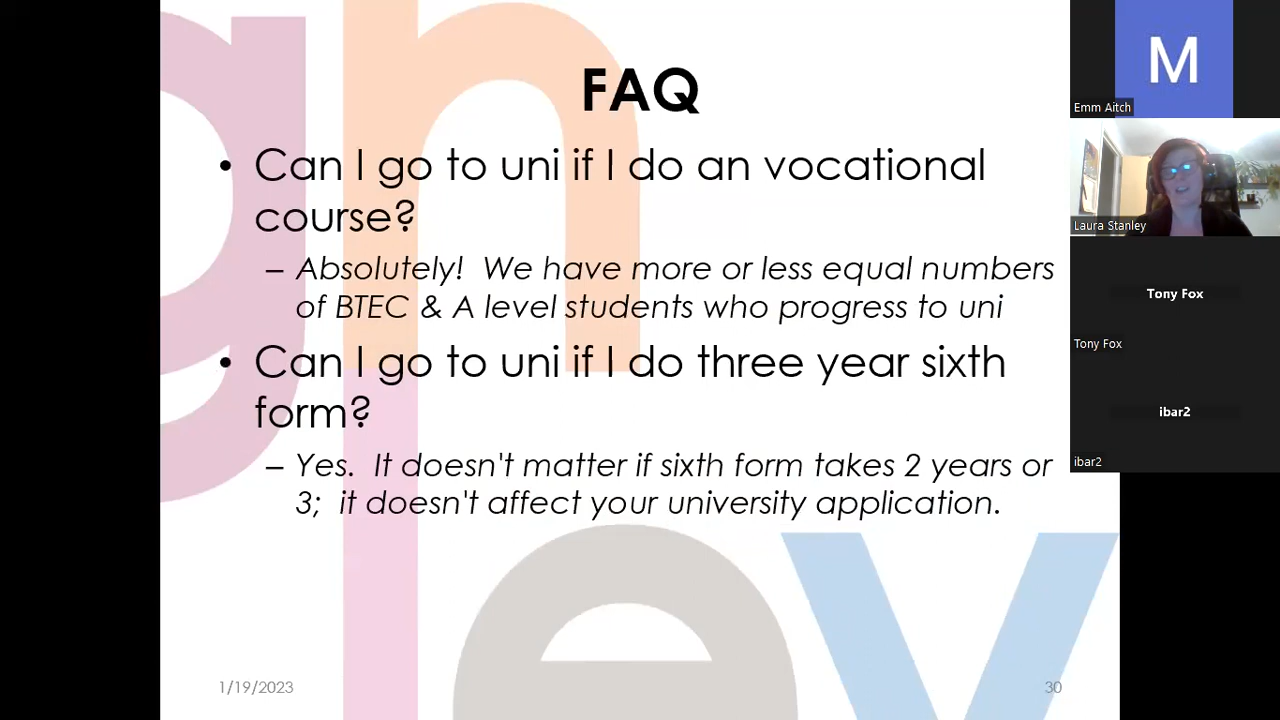 FAQ
• Can I go to uni if I do an vocational
course?
– Absolutely!  We have more or less equal numbers
of BTEC & A level students who progress to uni
• Can I go to uni if I do three year sixth
form?
– Yes.  It doesn't matter if sixth form takes 2 years or
3;  it doesn't affect your university application.
1/19/2023
30
M
Emm Aitch
Laura Stanley
Tony Fox
Tony Fox
ibar2
ibar2
gh
lev